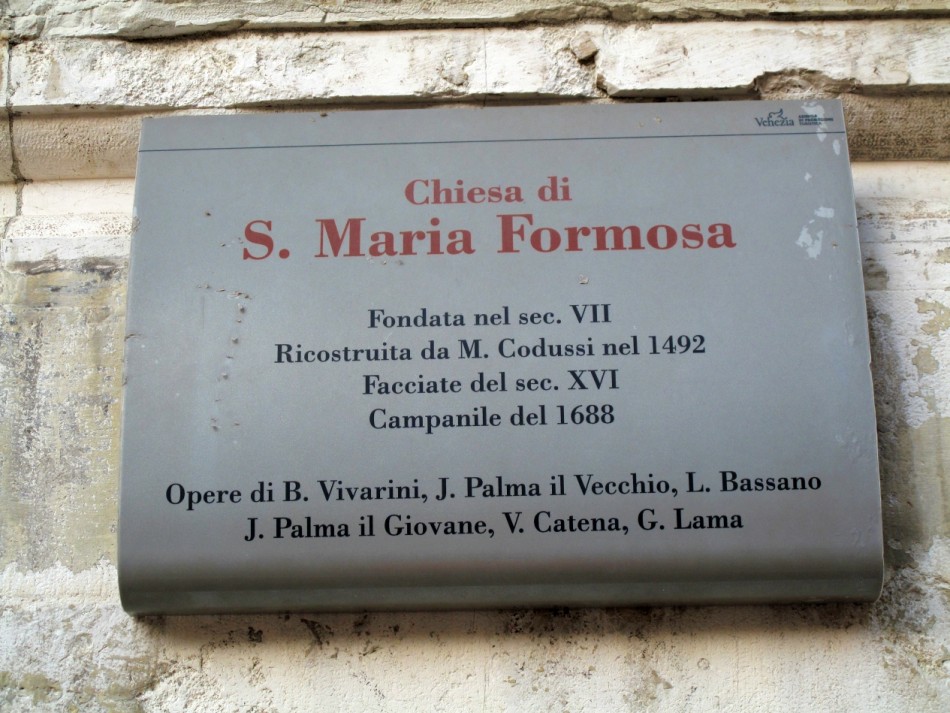 Venezia
Chiesa di
S. Maria Formosa
Fondata nel sec. VII
Ricostruita da M. Codussi nel 1492
Facciate del sec. XVI
Campanile del 1688
Opere di B. Vivarini, J. Palma il Vecchio, L. Bassano
J. Palma il Giovane, V. Catena, G. Lama